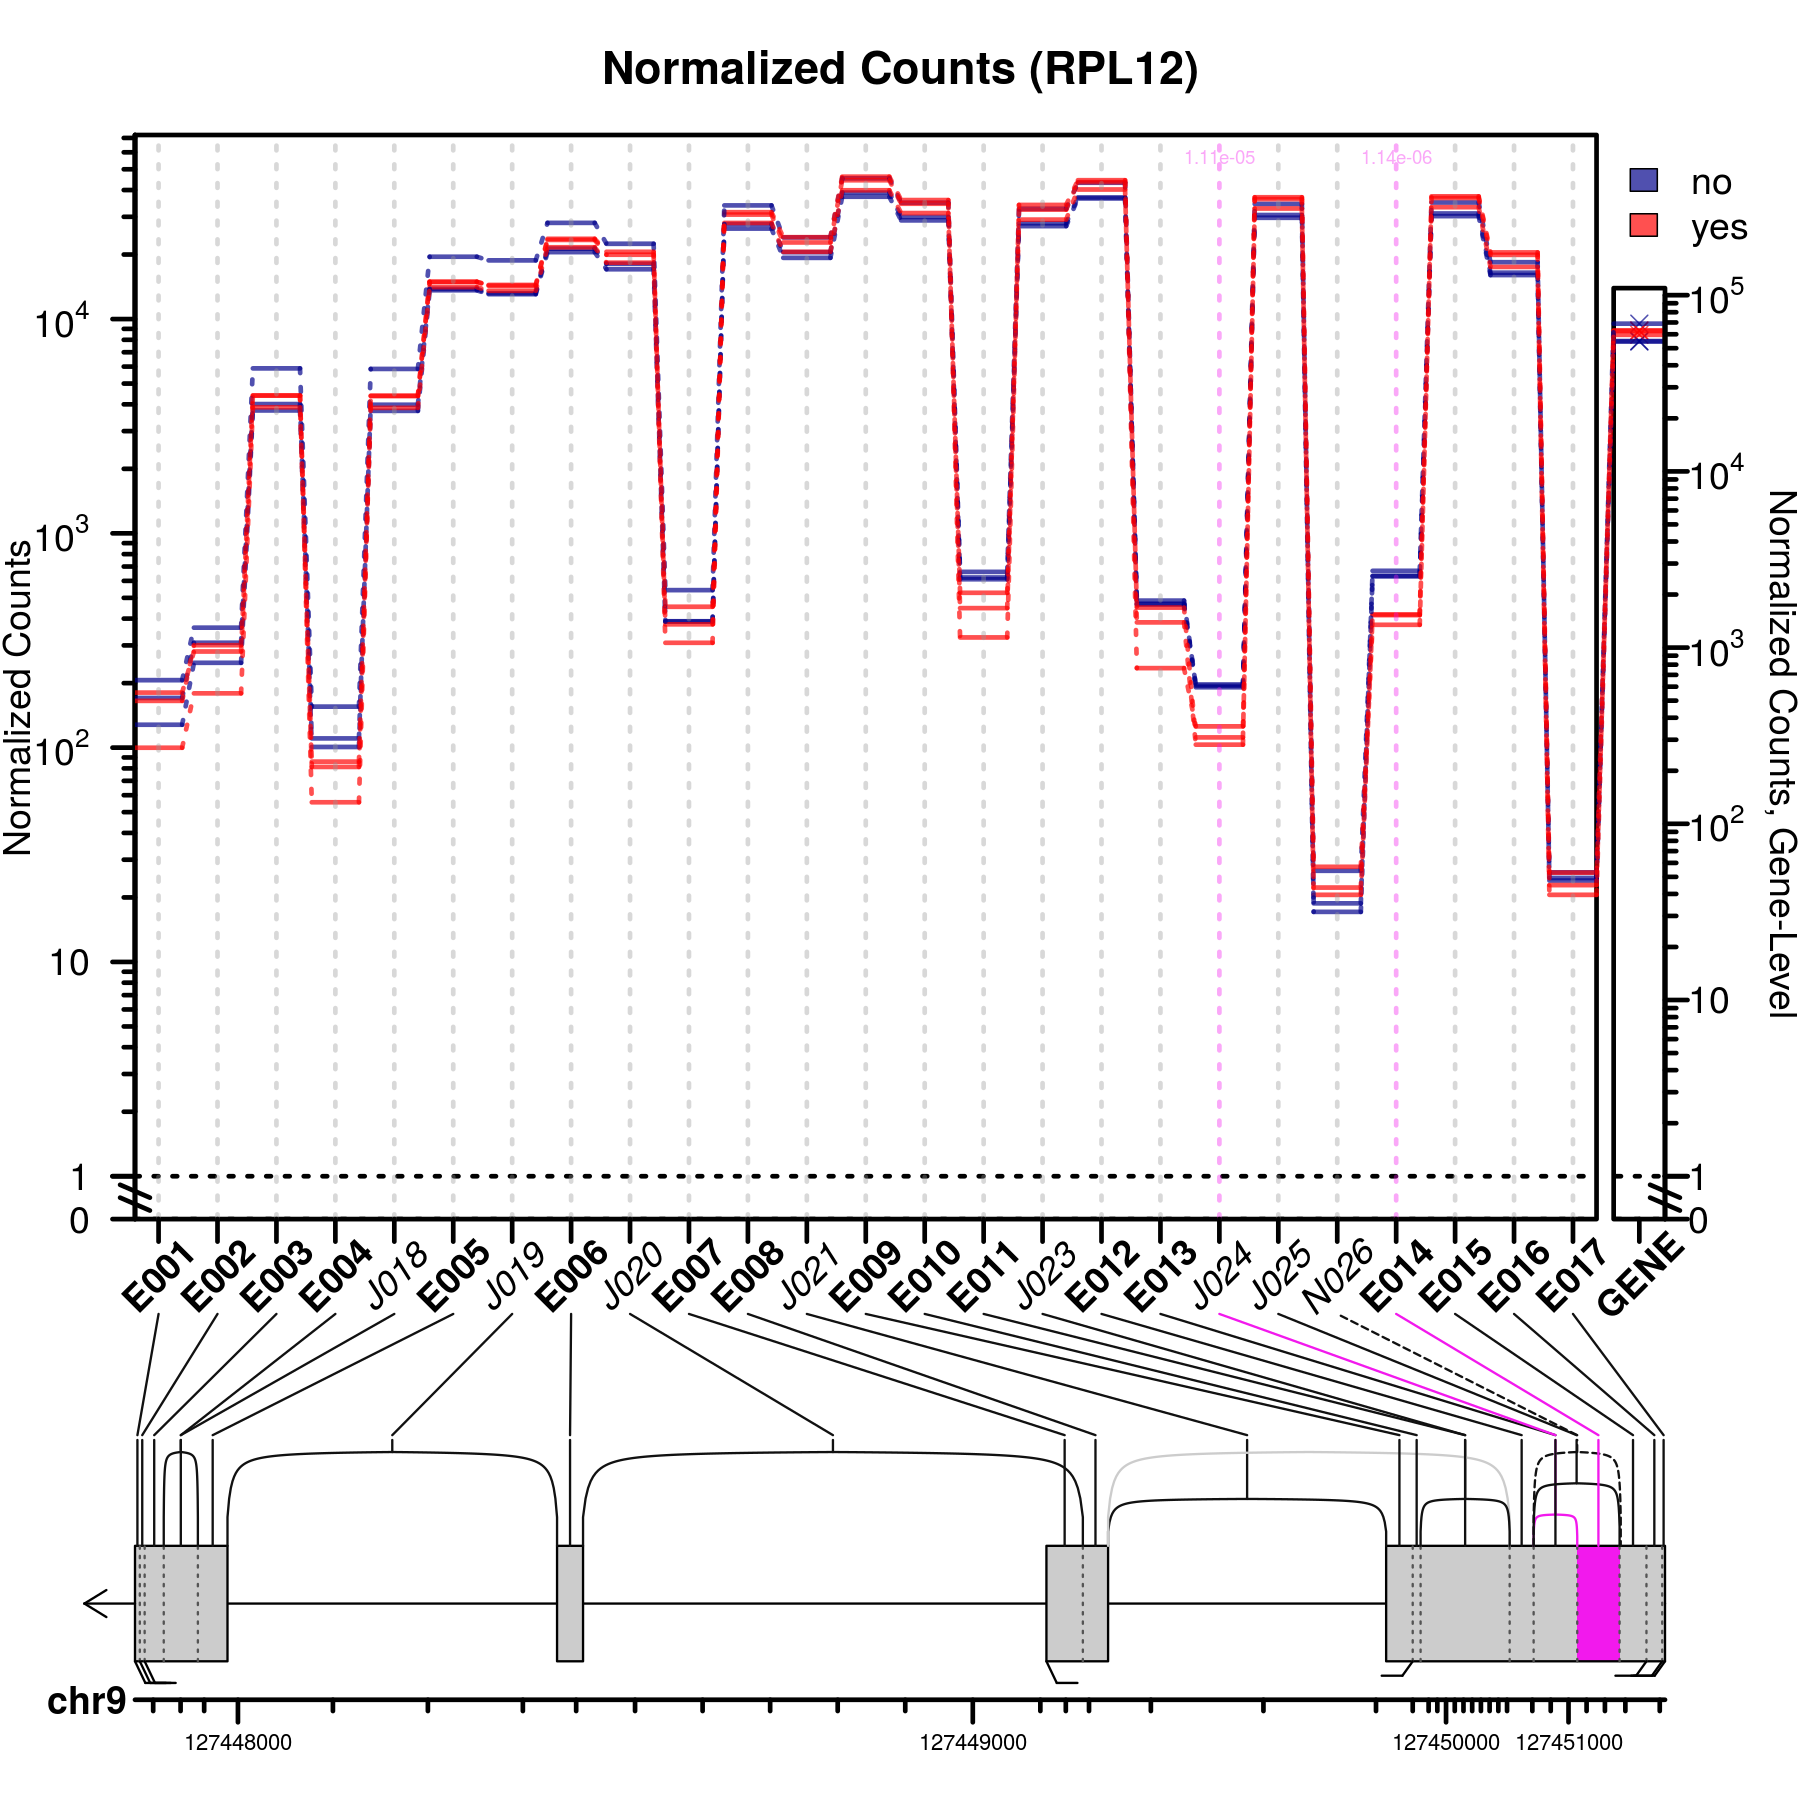 Normalized Counts (RPL12)
1.11e-05 1.14e-06
no
yes
Normalized Counts
10^4
10^3
10^2
10
1
0
10^5
10^4
10^3
10^2
10
1
0
Normalized Counts, Gene-Level
E001 E002 E003 E004 J018 E005 J019 E006 J020 E007 E008 J021 E009 E010 E011 J023 E012 E013 J024 J025 N026 E014 E015 E016 E017 GENE
chr9
127448000 127449000 127450000 127451000